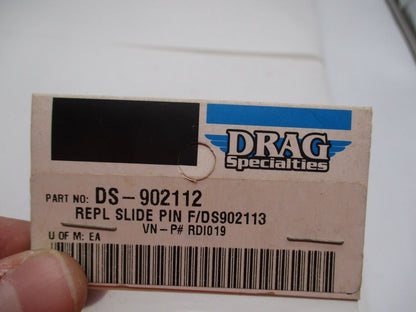 DRAG
Specialties
PART NO: DS-902112
REPL SLIDE PIN F/DS902113
VN-P# RDI019
U OF M: EA